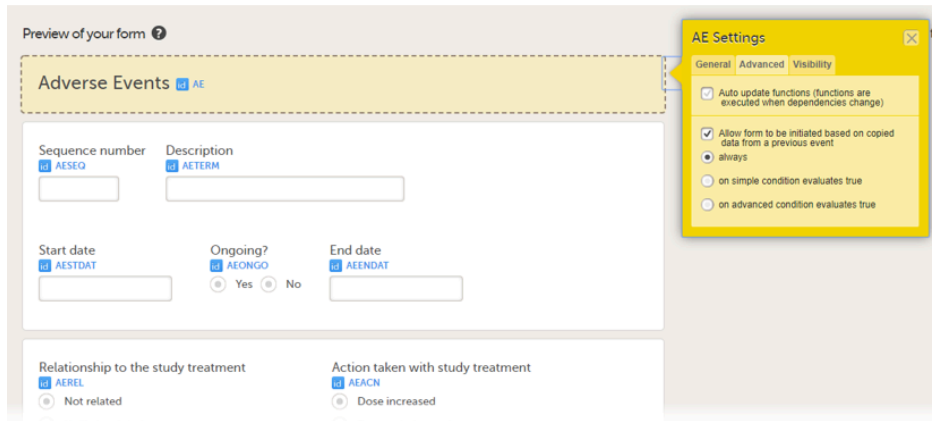 Preview of your form ?
Adverse Events id AE
Sequence number Description
id AESEQ id AETERM
Start date Ongoing? End date
id AESTDAT id AEONGO id AEENDAT
Yes No
Relationship to the study treatment Action taken with study treatment
id AEREL id AEACN
Not related Dose increased
AE Settings
General Advanced Visibility
Auto update functions (functions are
executed when dependencies change)
Allow form to be initiated based on copied
data from a previous event
always
on simple condition evaluates true
on advanced condition evaluates true